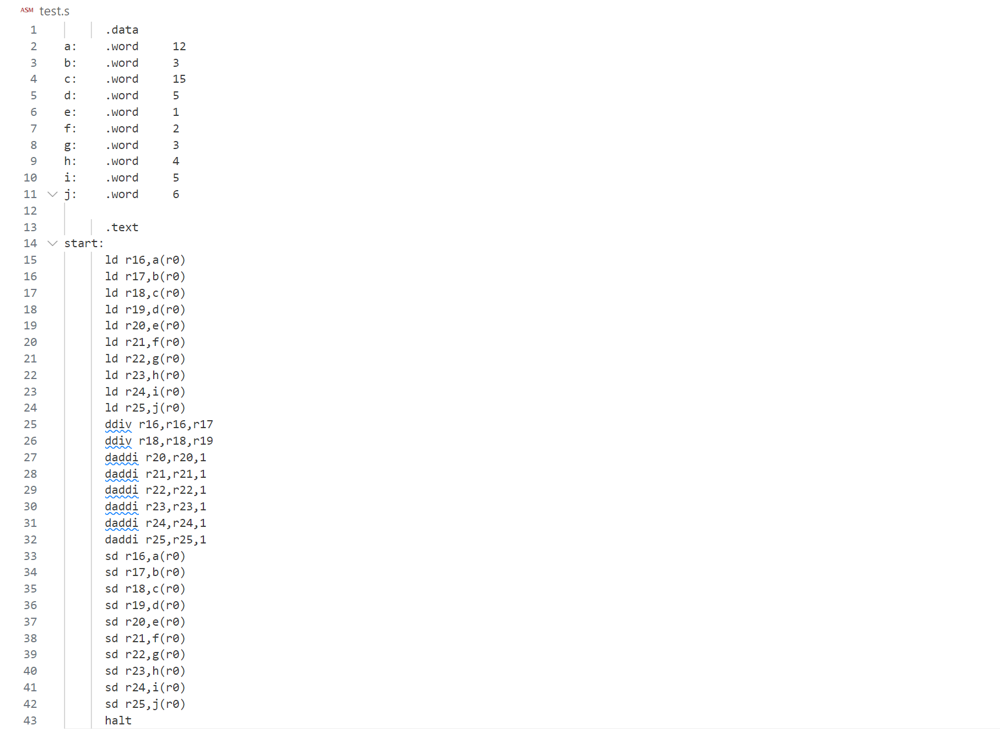 ASM test.s
1 .data
2 a: .word 12
3 b: .word 3
4 c: .word 15
5 d: .word 5
6 e: .word 1
7 f: .word 2
8 g: .word 3
9 h: .word 4
10 i: .word 5
11 j: .word 6
12
13 .text
14 start:
15 ld r16,a(r0)
16 ld r17,b(r0)
17 ld r18,c(r0)
18 ld r19,d(r0)
19 ld r20,e(r0)
20 ld r21,f(r0)
21 ld r22,g(r0)
22 ld r23,h(r0)
23 ld r24,i(r0)
24 ld r25,j(r0)
25 ddiv r16,r16,r17
26 ddiv r18,r18,r19
27 daddi r20,r20,1
28 daddi r21,r21,1
29 daddi r22,r22,1
30 daddi r23,r23,1
31 daddi r24,r24,1
32 daddi r25,r25,1
33 sd r16,a(r0)
34 sd r17,b(r0)
35 sd r18,c(r0)
36 sd r19,d(r0)
37 sd r20,e(r0)
38 sd r21,f(r0)
39 sd r22,g(r0)
40 sd r23,h(r0)
41 sd r24,i(r0)
42 sd r25,j(r0)
43 halt